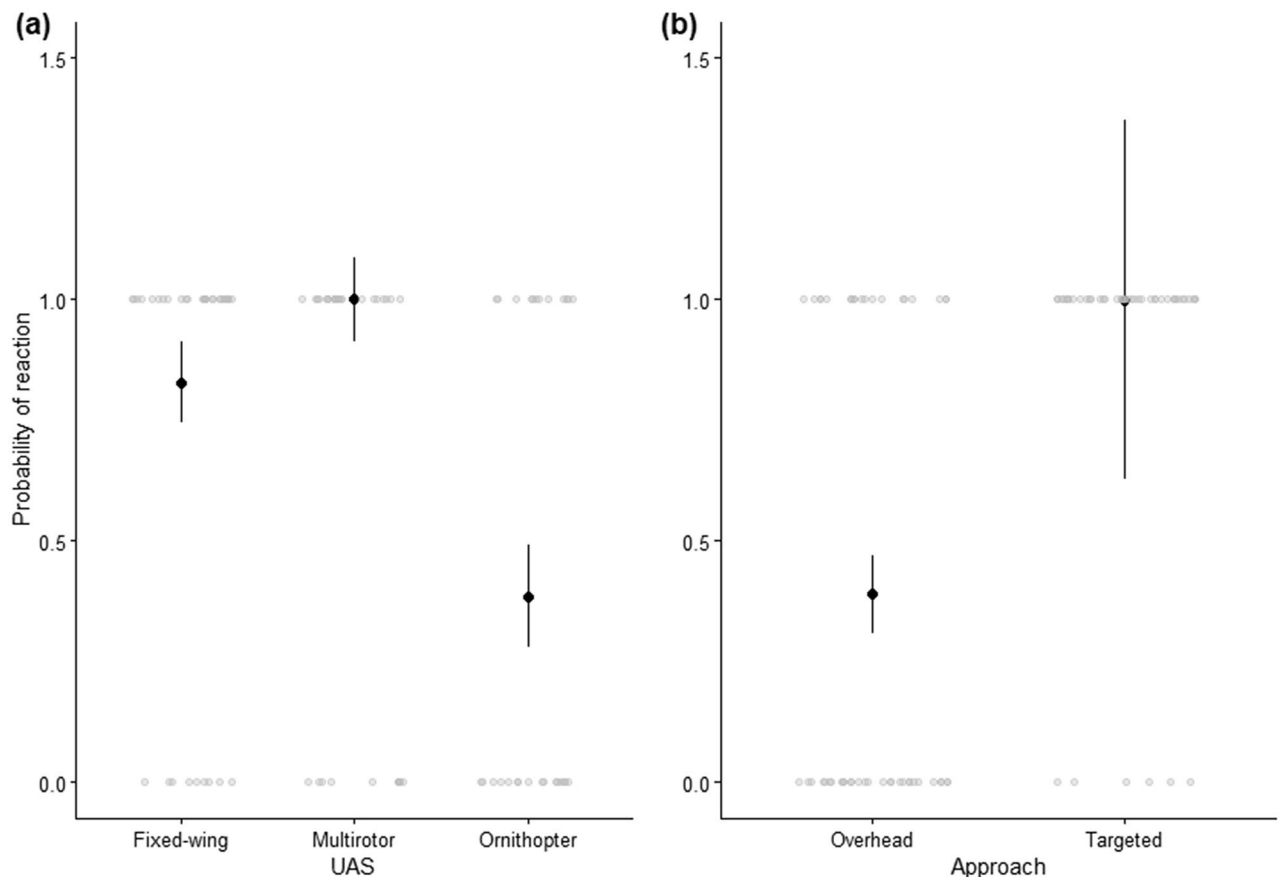 (a)
Probability of reaction
1.5
1.0
0.5
0.0
Fixed-wing Multirotor Ornithopter
UAS
(b)
1.5
1.0
0.5
0.0
Overhead Targeted
Approach